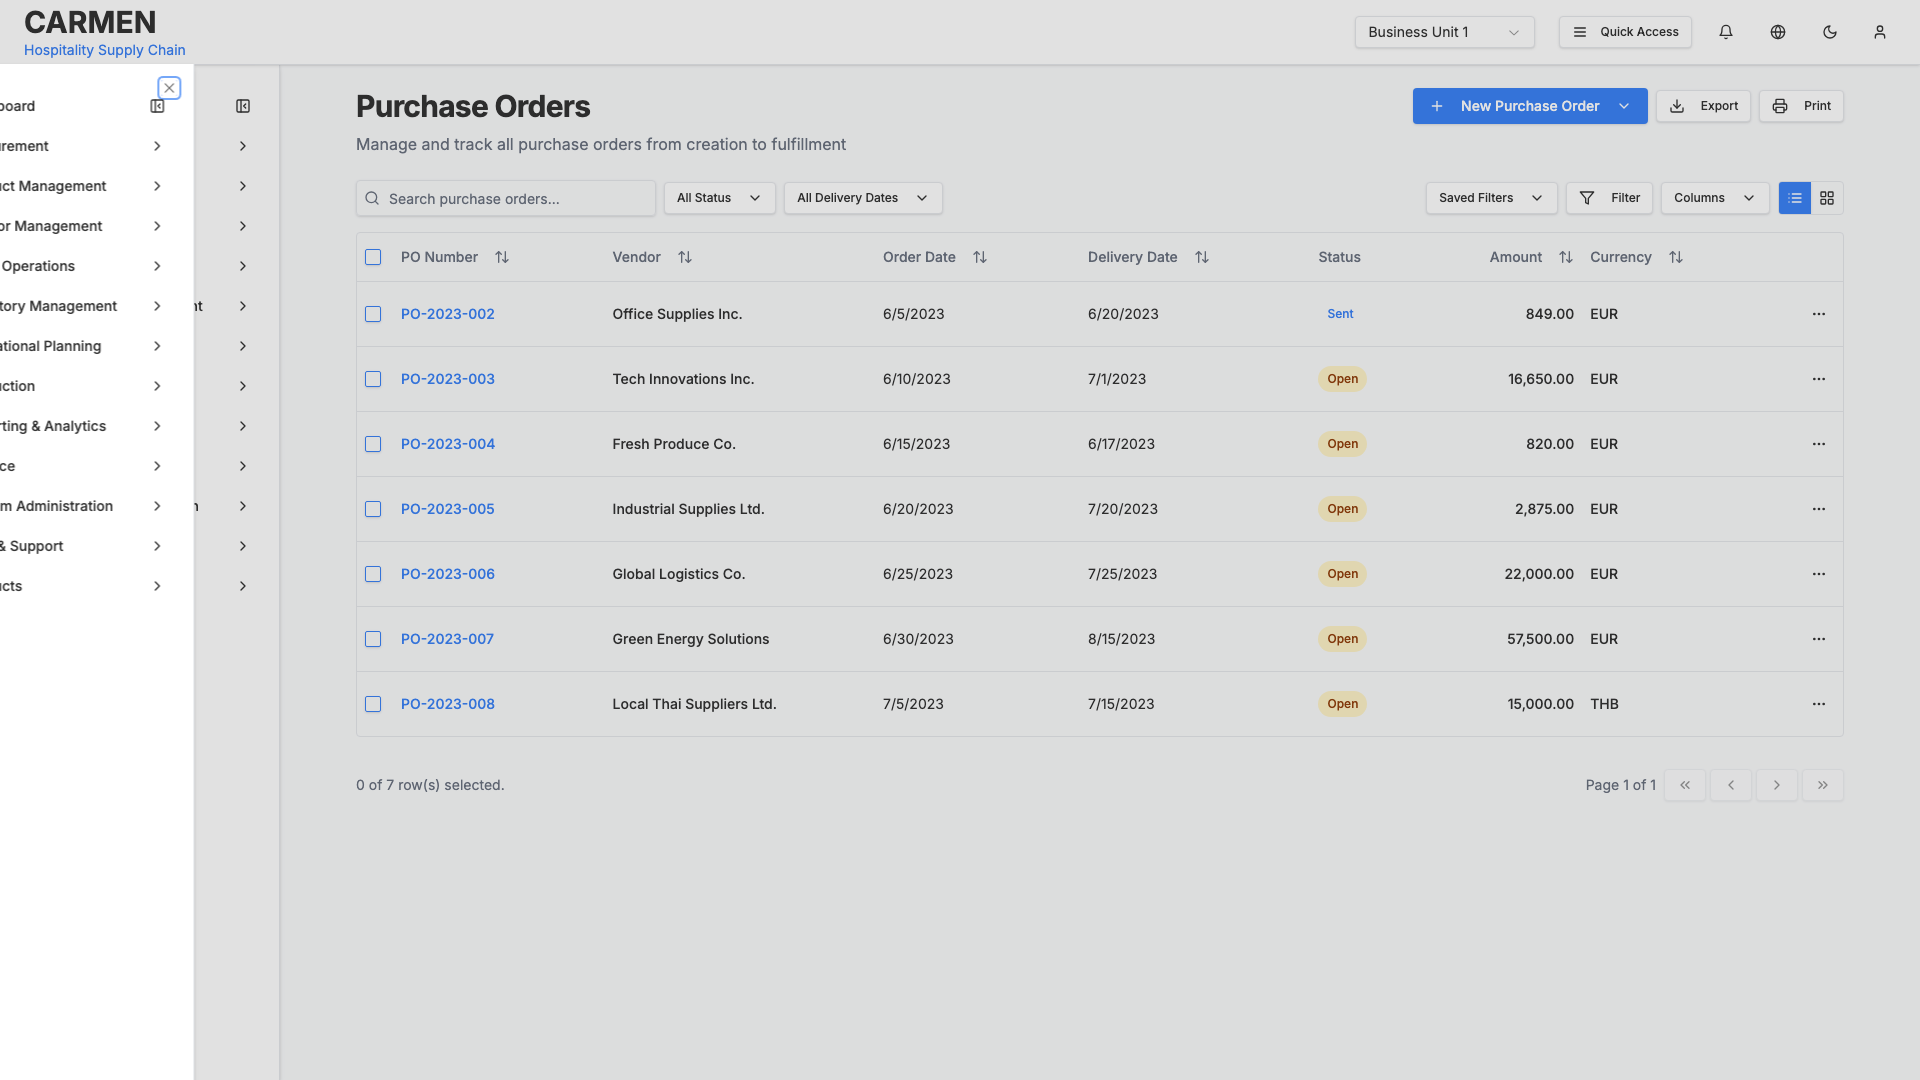 CARMEN
Hospitality Supply Chain
Business Unit 1
Quick Access
board
urement
uct Management
or Management
Operations
tory Management
nt
ational Planning
uction
rting & Analytics
ce
m Administration
n
& Support
ucts
Purchase Orders
Manage and track all purchase orders from creation to fulfillment
New Purchase Order
Export
Print
Search purchase orders...
All Status
All Delivery Dates
Saved Filters
Filter
Columns
PO Number Vendor Order Date Delivery Date Status Amount Currency
PO-2023-002 Office Supplies Inc. 6/5/2023 6/20/2023 Sent 849.00 EUR
PO-2023-003 Tech Innovations Inc. 6/10/2023 7/1/2023 Open 16,650.00 EUR
PO-2023-004 Fresh Produce Co. 6/15/2023 6/17/2023 Open 820.00 EUR
PO-2023-005 Industrial Supplies Ltd. 6/20/2023 7/20/2023 Open 2,875.00 EUR
PO-2023-006 Global Logistics Co. 6/25/2023 7/25/2023 Open 22,000.00 EUR
PO-2023-007 Green Energy Solutions 6/30/2023 8/15/2023 Open 57,500.00 EUR
PO-2023-008 Local Thai Suppliers Ltd. 7/5/2023 7/15/2023 Open 15,000.00 THB
0 of 7 row(s) selected.
Page 1 of 1